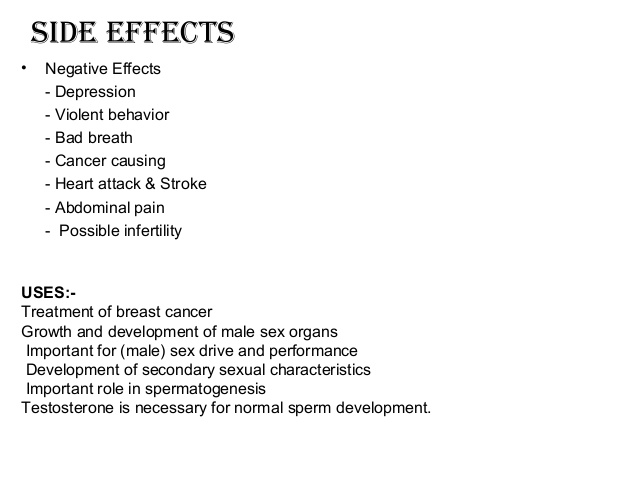 SIDE EFFECTS
• Negative Effects
- Depression
- Violent behavior
- Bad breath
- Cancer causing
- Heart attack & Stroke
- Abdominal pain
- Possible infertility
USES:-
Treatment of breast cancer
Growth and development of male sex organs
Important for (male) sex drive and performance
Development of secondary sexual characteristics
Important role in spermatogenesis
Testosterone is necessary for normal sperm development.